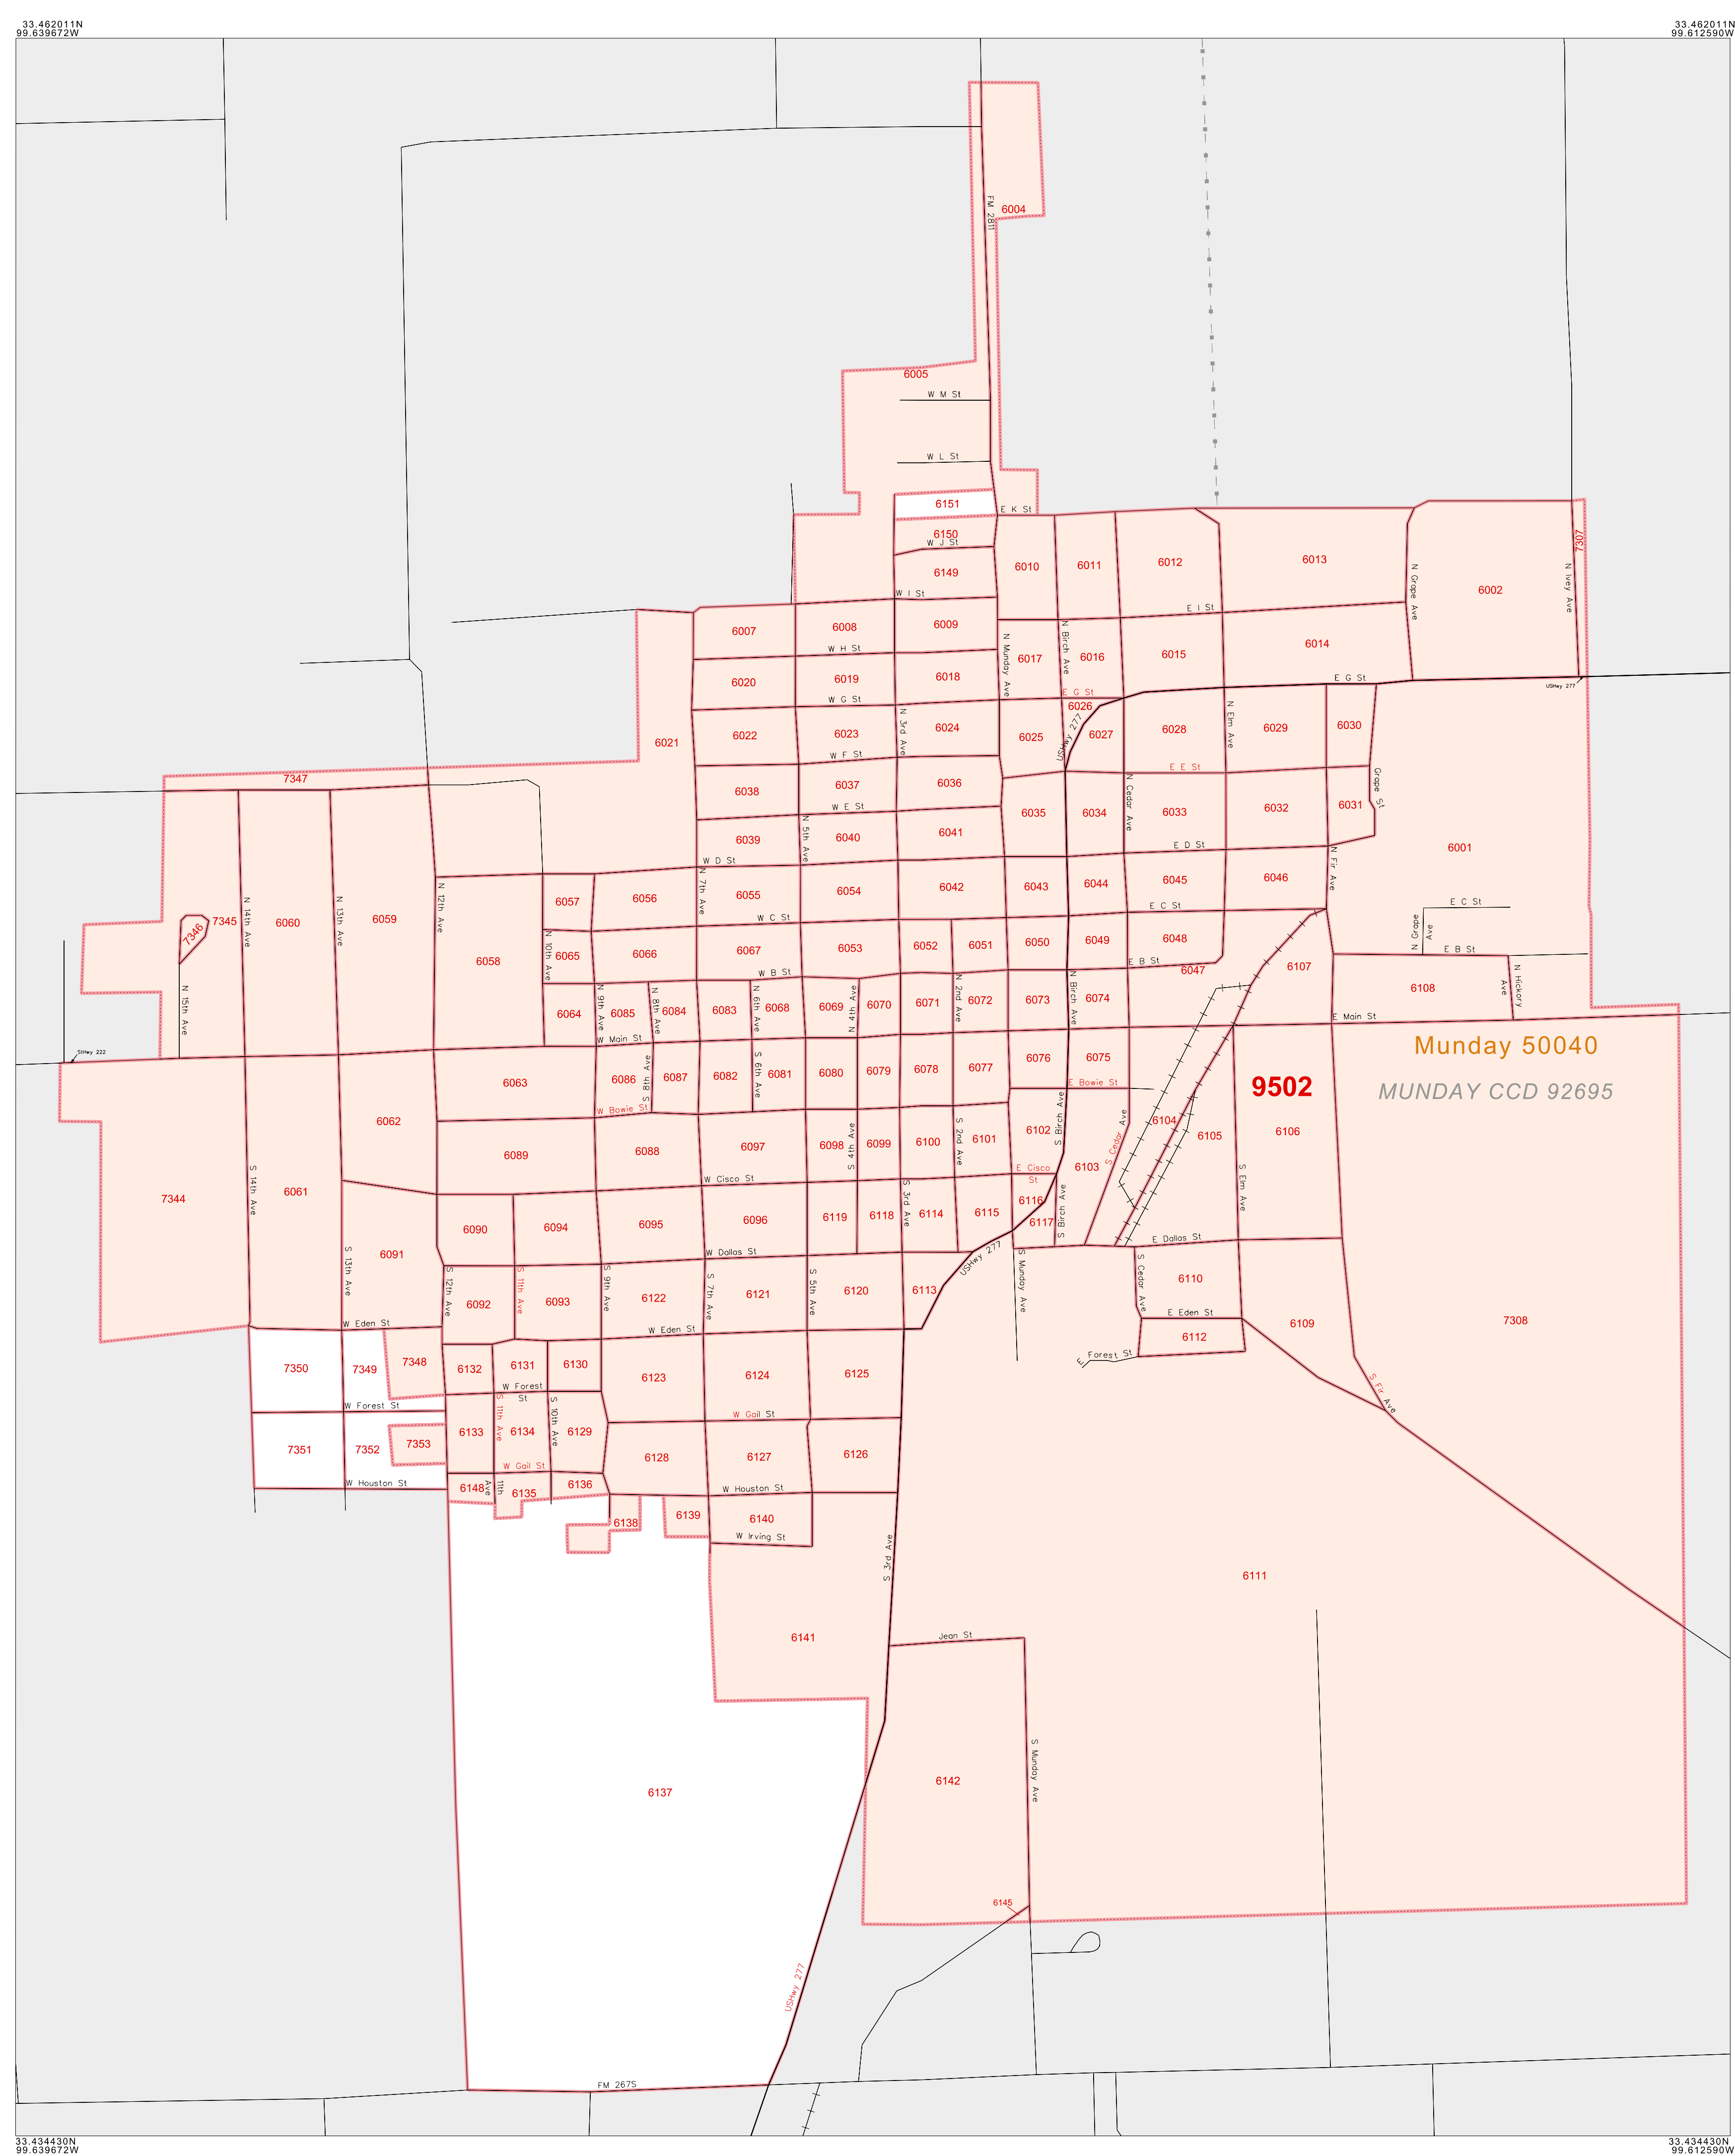 33.462011N
99.639672W
33.462011N
99.612590W
FM 2811
6004
6005
W M St
W L St
6151
E K St
6150
W J St
6149
6010
6011
6012
6013
7307
N Grape Ave
N Ivey Ave
6002
W I St
E I St
6007
6008
6009
W H St
N Munday Ave
6017
N Birch Ave
6016
6015
6014
6020
6019
6018
E G St
E G St
USHwy 277
W G St
6026
6021
6022
6023
N 3rd Ave
6024
6025
USHwy 277
6027
6028
N Elm Ave
6029
6030
W F St
E E St
7347
6038
6037
6036
Grape St
6031
W E St
6035
6034
N Cedar Ave
6033
6032
6039
N 5th Ave
6040
6041
E D St
6001
W D St
N Fir Ave
N 12th Ave
N 7th Ave
6055
6054
6042
6043
6044
6045
6046
6057
6056
E C St
E C St
N 14th Ave
N 13th Ave
7345
6060
6059
W C St
7346
N Grape Ave
6058
N 10th Ave
6065
6066
6067
6053
6052
6051
6050
6049
6048
E B St
E B St
6047
6107
W B St
N 15th Ave
6064
N 9th Ave
6085
N 8th Ave
6084
6083
N 6th Ave
6068
6069
N 4th Ave
6070
6071
N 2nd Ave
6072
6073
N Birch Ave
6074
6108
N Hickory Ave
E Main St
W Main St
Munday 50040
StHwy 222
6063
6086
S 8th Ave
6087
6082
S 6th Ave
6081
6080
6079
6078
6077
6076
6075
9502
MUNDAY CCD 92695
E Bowie St
W Bowie St
6062
6089
6088
6097
6098
S 4th Ave
6099
6100
S 2nd Ave
6101
6102
S Birch Ave
6103
S Cedar Ave
6104
6105
6106
S Elm Ave
W Cisco St
E Cisco St
7344
S 14th Ave
6061
6090
6094
6095
6096
6119
6118
S 3rd Ave
6114
6115
6116
6117
S Birch Ave
S 13th Ave
6091
W Dallas St
E Dallas St
USHwy 277
S Munday Ave
S 12th Ave
6092
S 11th Ave
6093
S 9th Ave
6122
S 7th Ave
6121
S 5th Ave
6120
6113
S Cedar Ave
6110
E Eden St
6109
7308
W Eden St
W Eden St
6112
E Forest St
7350
7349
7348
6132
6131
6130
6123
6124
6125
W Forest St
S Fir Ave
W Forest St
W Gail St
7351
7352
7353
6133
S 11th Ave
6134
S 10th Ave
6129
6128
6127
6126
W Gail St
W Houston St
6148
11th Ave
6135
6136
W Houston St
6138
6139
6140
W Irving St
S 3rd Ave
6111
6141
Jean St
6137
6142
S Munday Ave
6145
USHwy 277
FM 267S
33.434430N
99.639672W
33.434430N
99.612590W